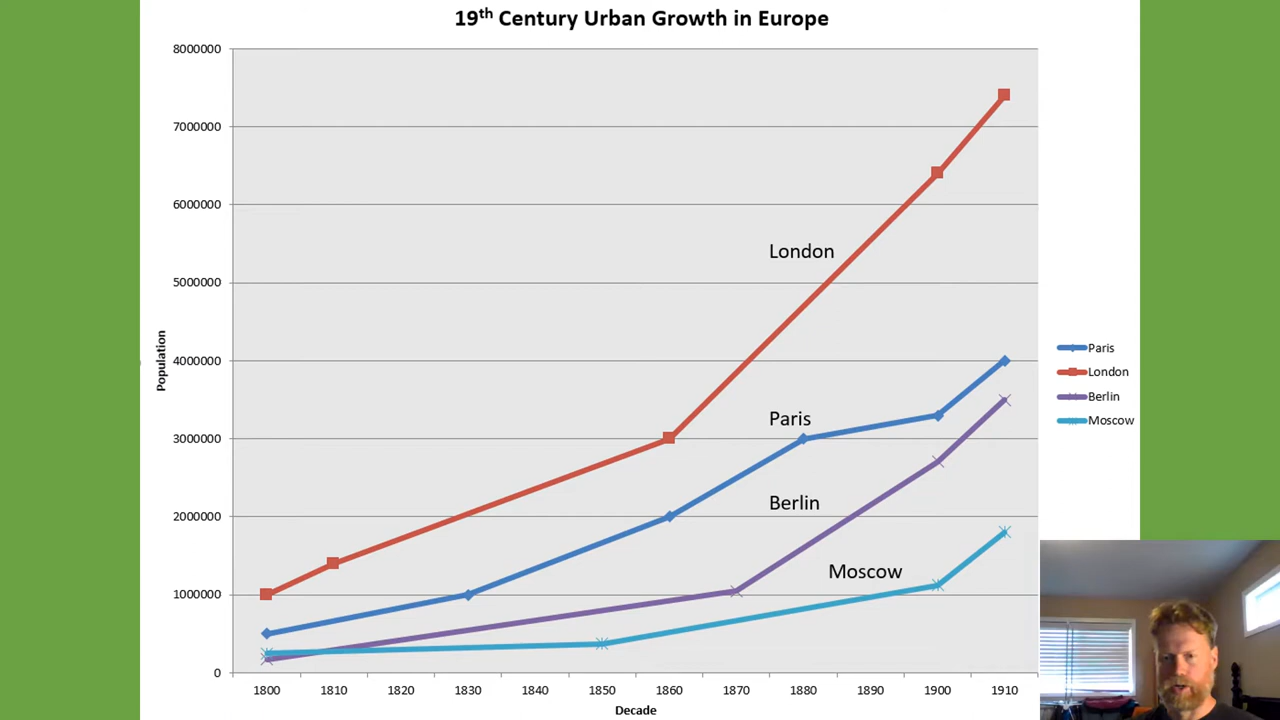 19th Century Urban Growth in Europe
8000000
7000000
6000000
5000000
4000000
3000000
2000000
1000000
0
Population
London
Paris
Berlin
Moscow
Paris
London
Berlin
Moscow
1800 1810 1820 1830 1840 1850 1860 1870 1880 1890 1900 1910
Decade